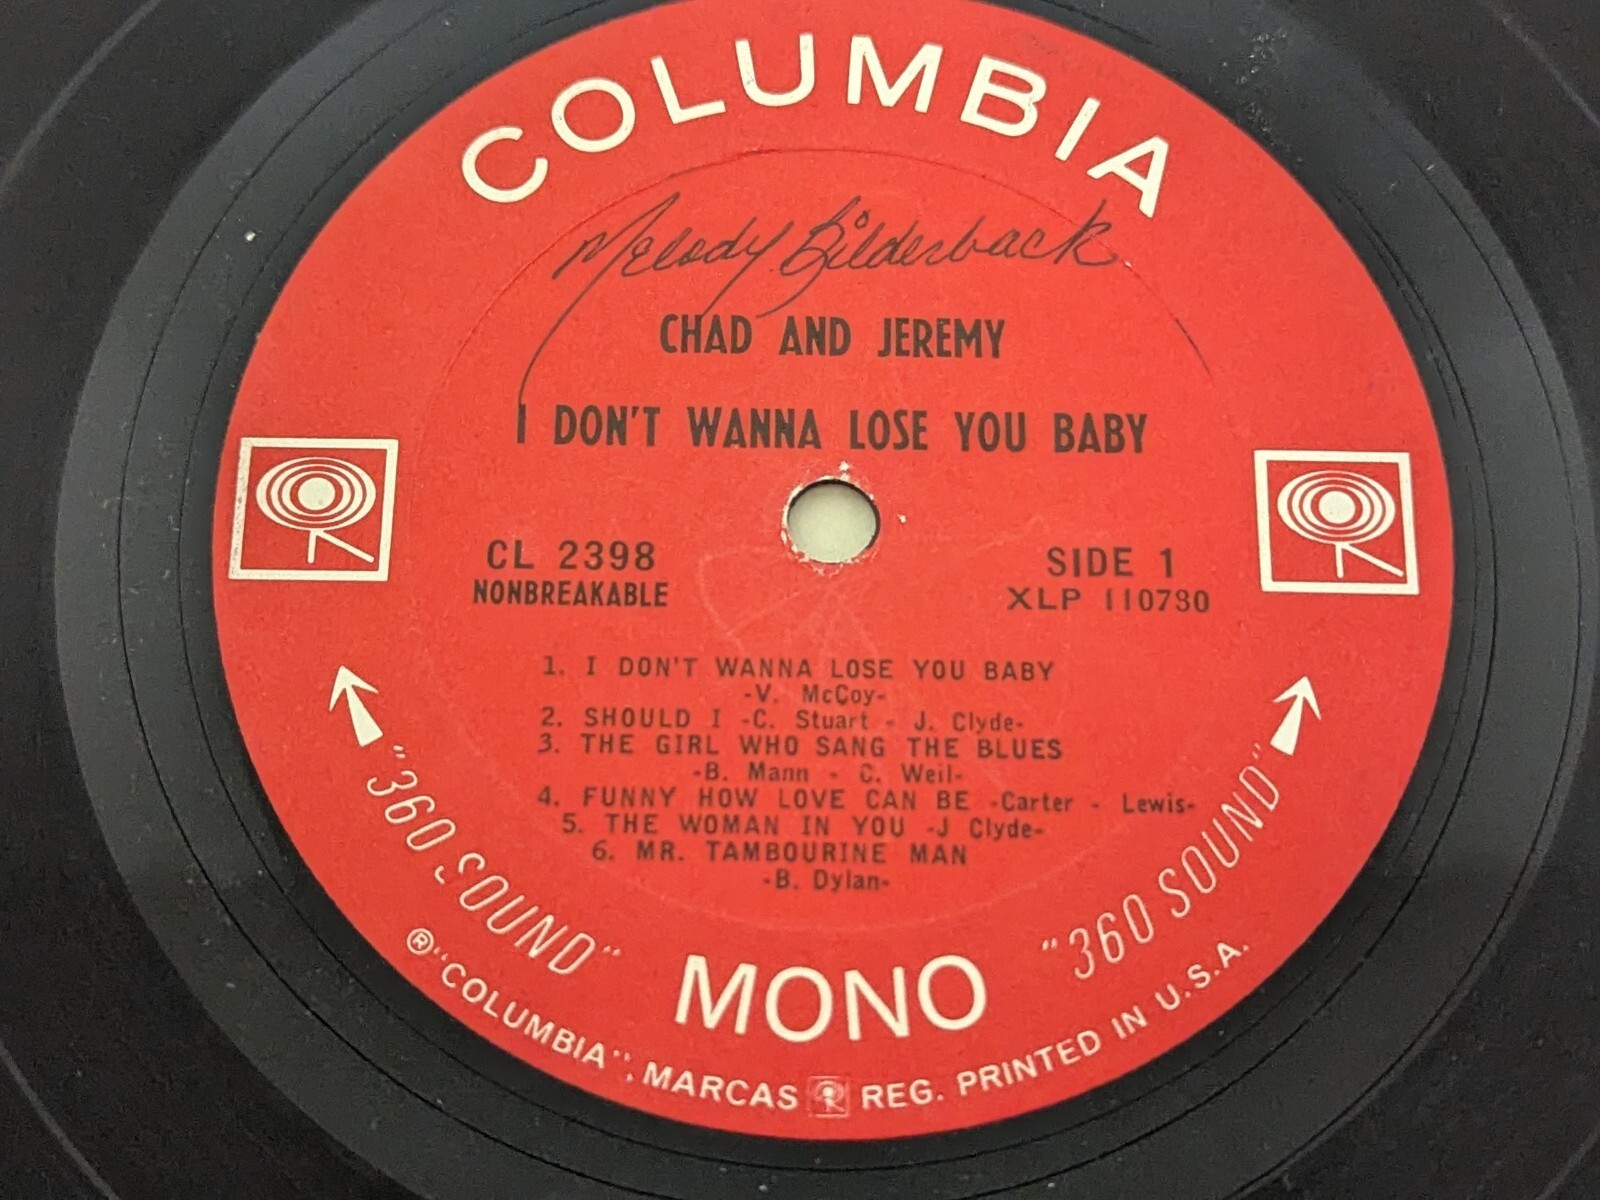 COLUMBIA
Melody Bilderback
CHAD AND JEREMY
I DON'T WANNA LOSE YOU BABY
CL 2398
NONBREAKABLE
SIDE 1
XLP 110730
1. I DON'T WANNA LOSE YOU BABY
-V. McCoy-
2. SHOULD I -C. Stuart - J. Clyde-
3. THE GIRL WHO SANG THE BLUES
-B. Mann - C. Weil-
4. FUNNY HOW LOVE CAN BE -Carter - Lewis-
5. THE WOMAN IN YOU -J Clyde-
6. MR. TAMBOURINE MAN
-B. Dylan-
"360 SOUND"
MONO
"360 SOUND"
® "COLUMBIA", MARCAS REG. PRINTED IN U.S.A.